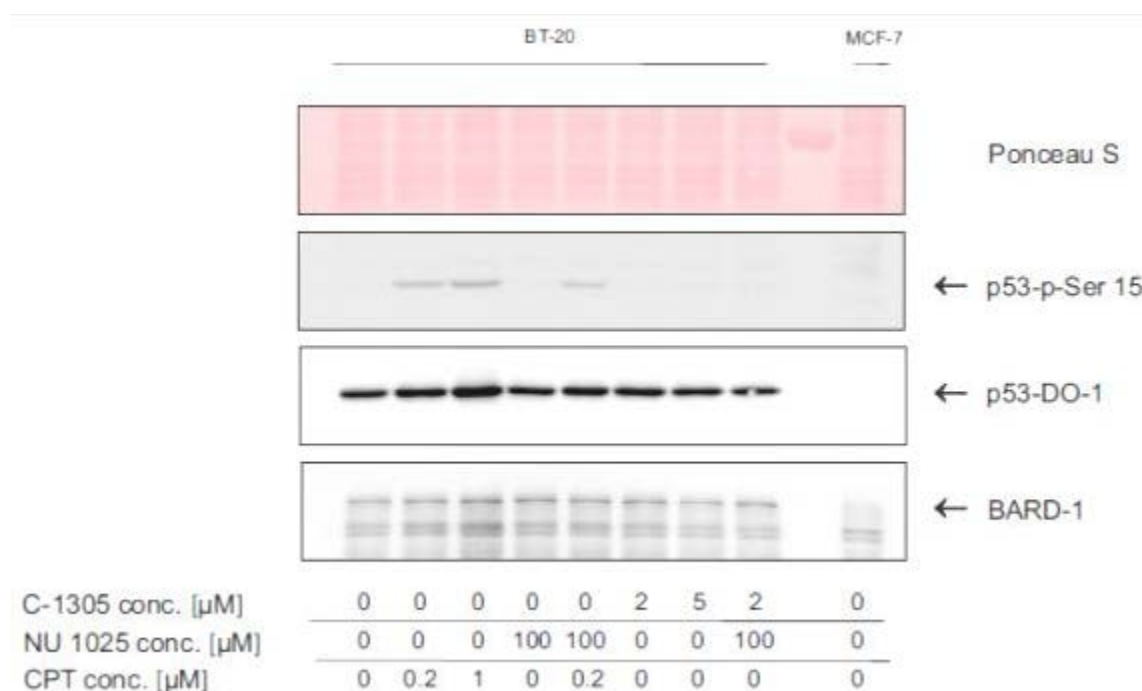 BT-20 MCF-7
Ponceau S
← p53-p-Ser 15
← p53-DO-1
← BARD-1
C-1305 conc. [µM] 0 0 0 0 0 2 5 2 0
NU 1025 conc. [µM] 0 0 0 100 100 0 0 100 0
CPT conc. [µM] 0 0.2 1 0 0.2 0 0 0 0